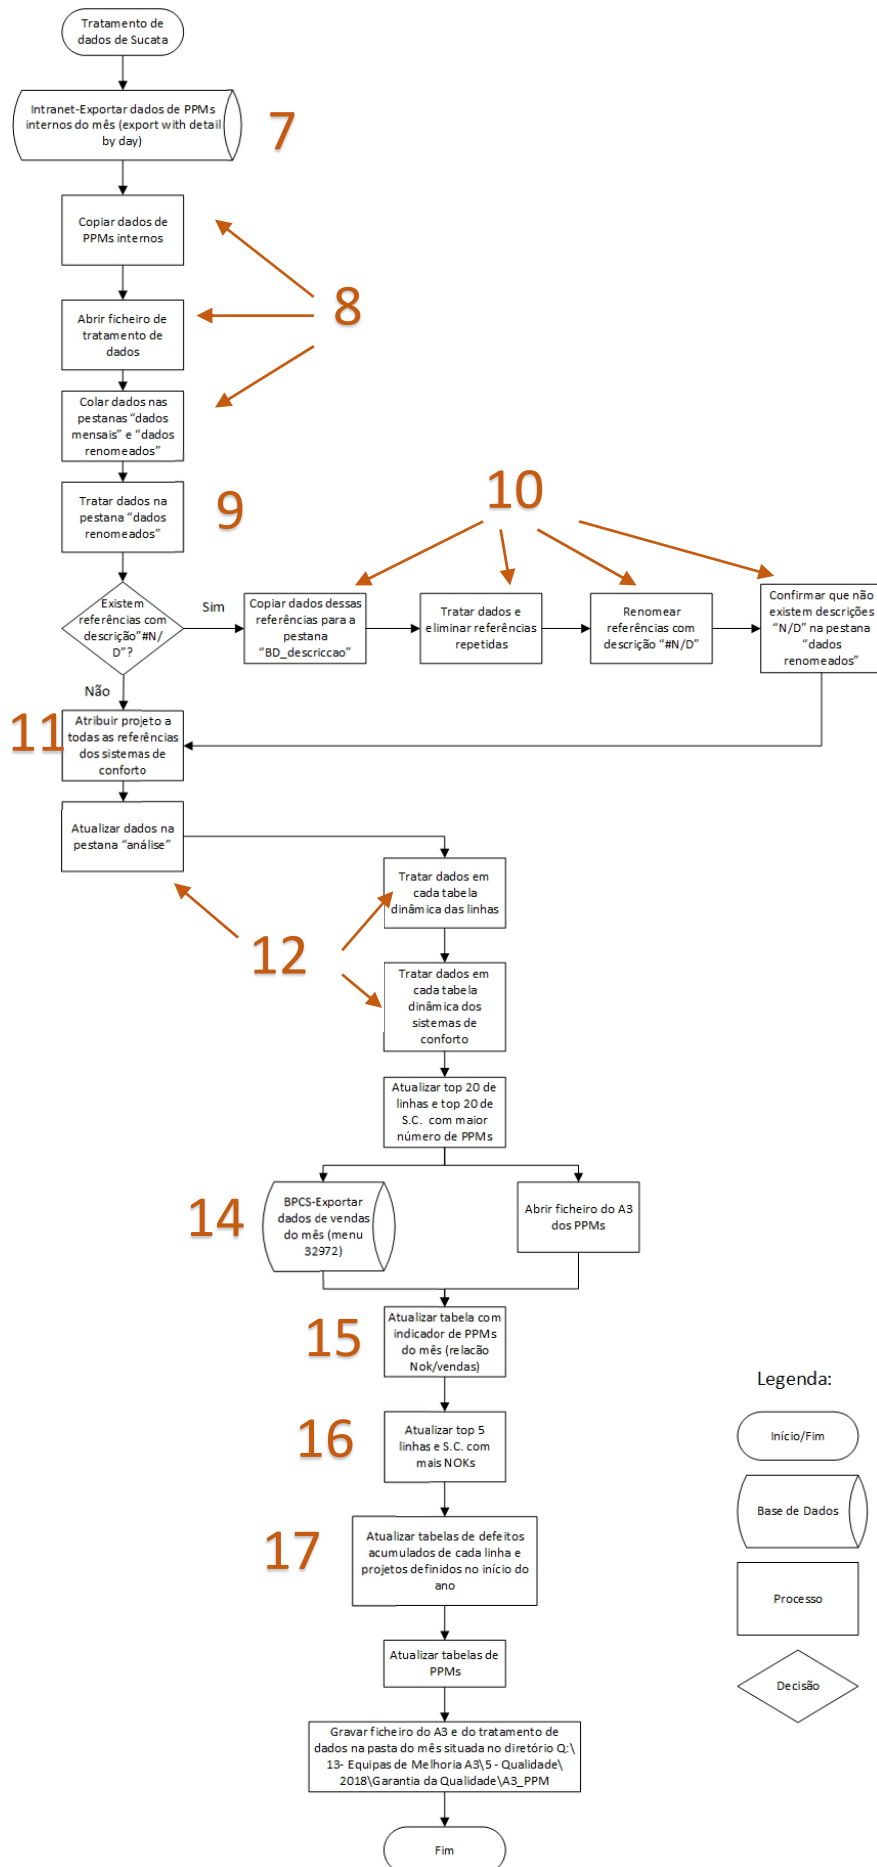 Tratamento de
dados de Sucata
Intranet-Exportar dados de PPMs
internos do mês (export with detail
by day)
7
Copiar dados de
PPMs internos
8
Abrir ficheiro de
tratamento de
dados
Colar dados nas
pestanas “dados
mensais” e “dados
renomeados”
Tratar dados na
pestana “dados
renomeados”
9
10
Existem
referências com
descrição”#N/
D”?
Sim
Copiar dados dessas
referências para a
pestana
“BD_descriccao”
Tratar dados e
eliminar referências
repetidas
Renomear
referências com
descrição “#N/D”
Confirmar que não
existem descrições
“N/D” na pestana
“dados
renomeados”
Não
11
Atribuir projeto a
todas as referências
dos sistemas de
conforto
Atualizar dados na
pestana “análise”
Tratar dados em
cada tabela
dinâmica das linhas
12
Tratar dados em
cada tabela
dinâmica dos
sistemas de
conforto
Atualizar top 20 de
linhas e top 20 de
S.C. com maior
número de PPMs
14
BPCS-Exportar
dados de vendas
do mês (menu
32972)
Abrir ficheiro do A3
dos PPMs
15
Atualizar tabela com
indicador de PPMs
do mês (relacão
Nok/vendas)
16
Atualizar top 5
linhas e S.C. com
mais NOKs
17
Atualizar tabelas de defeitos
acumulados de cada linha e
projetos definidos no início do
ano
Atualizar tabelas de
PPMs
Gravar ficheiro do A3 e do tratamento de
dados na pasta do mês situada no diretório Q:\
13- Equipas de Melhoria A3\5 - Qualidade\
2018\Garantia da Qualidade\A3_PPM
Fim
Legenda:
Início/Fim
Base de Dados
Processo
Decisão